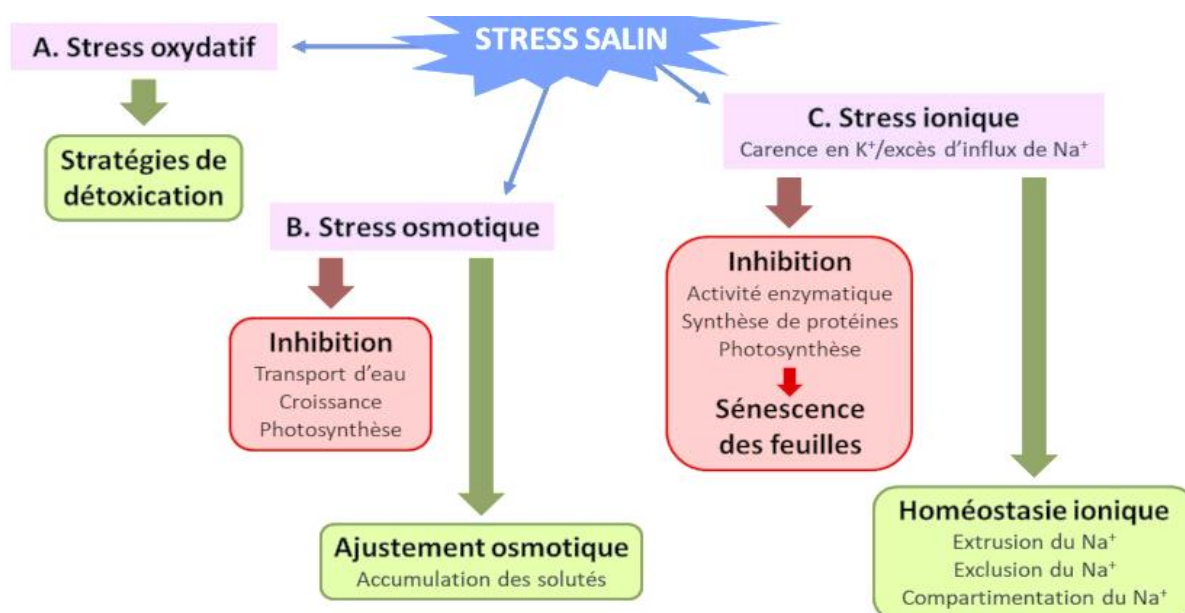 STRESS SALIN
A. Stress oxydatif
Stratégies de
détoxication
B. Stress osmotique
Inhibition
Transport d'eau
Croissance
Photosynthèse
Ajustement osmotique
Accumulation des solutés
C. Stress ionique
Carence en K⁺/excès d'influx de Na⁺
Inhibition
Activité enzymatique
Synthèse de protéines
Photosynthèse
Sénescence
des feuilles
Homéostasie ionique
Extrusion du Na⁺
Exclusion du Na⁺
Compartimentation du Na⁺